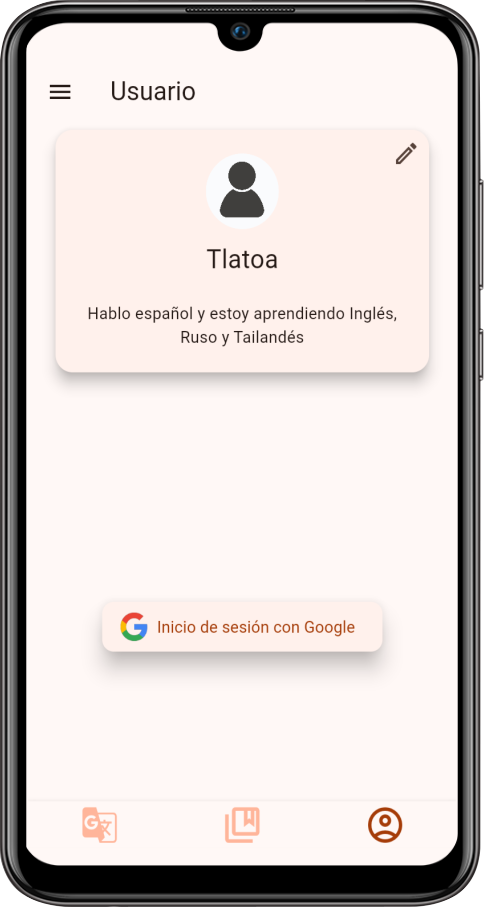 Usuario
Tlatoa
Hablo español y estoy aprendiendo Inglés,
Ruso y Tailandés
Inicio de sesión con Google